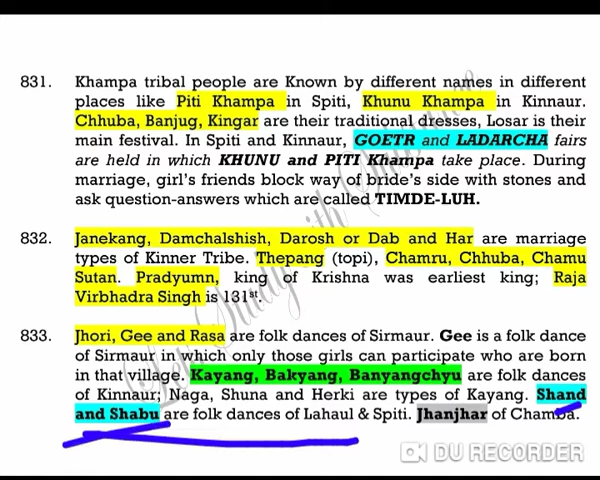 831. Khampa tribal people are Known by different names in different
places like Piti Khampa in Spiti, Khunu Khampa in Kinnaur.
Chhuba, Banjug, Kingar are their traditional dresses, Losar is their
main festival. In Spiti and Kinnaur, GOETR and LADARCHA fairs
are held in which KHUNU and PITI Khampa take place. During
marriage, girl's friends block way of bride's side with stones and
ask question-answers which are called TIMDE-LUH.
832. Janekang, Damchalshish, Darosh or Dab and Har are marriage
types of Kinner Tribe. Thepang (topi), Chamru, Chhuba, Chamu
Sutan. Pradyumn, king of Krishna was earliest king; Raja
Virbhadra Singh is 131st.
833. Jhori, Gee and Rasa are folk dances of Sirmaur. Gee is a folk
dance of Sirmaur in which only those girls can participate who are born
in that village. Kayang, Bakyang, Banyangchyu are folk dances
of Kinnaur; Naga, Shuna and Herki are types of Kayang. Shand
and Shabu are folk dances of Lahaul & Spiti. Jhanjhar of Chamba.
DU RECORDER